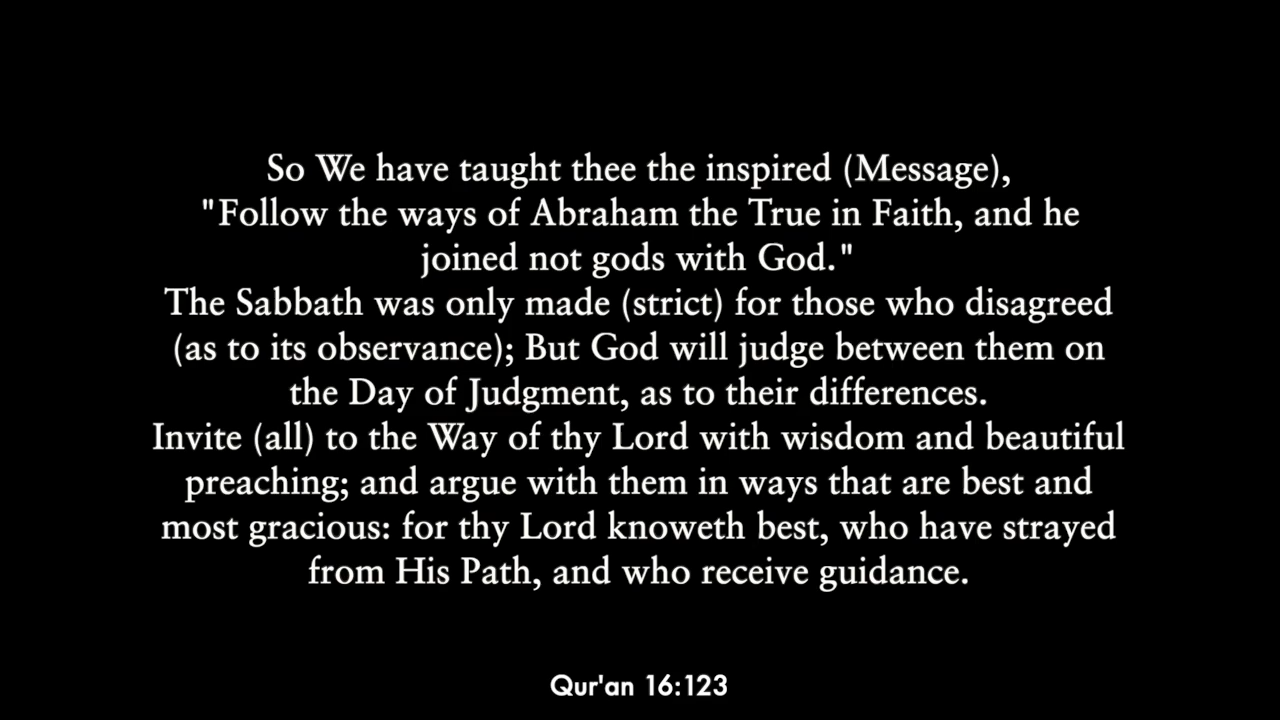 So We have taught thee the inspired (Message),
"Follow the ways of Abraham the True in Faith, and he
joined not gods with God."
The Sabbath was only made (strict) for those who disagreed
(as to its observance); But God will judge between them on
the Day of Judgment, as to their differences.
Invite (all) to the Way of thy Lord with wisdom and beautiful
preaching; and argue with them in ways that are best and
most gracious: for thy Lord knoweth best, who have strayed
from His Path, and who receive guidance.
Qur'an 16:123